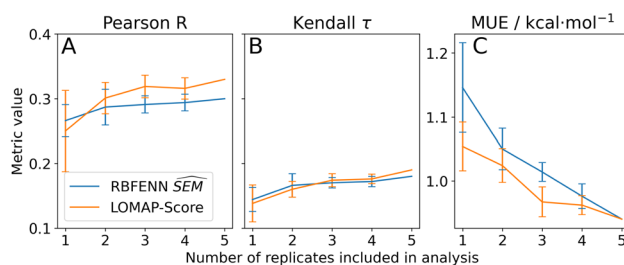 Pearson R
Kendall τ
MUE / kcal·mol⁻¹
A
B
C
Metric value
0.4
0.3
0.2
0.1
1.2
1.1
1.0
RBFENN \widehat{SEM}
LOMAP-Score
1 2 3 4 5
1 2 3 4 5
1 2 3 4 5
Number of replicates included in analysis